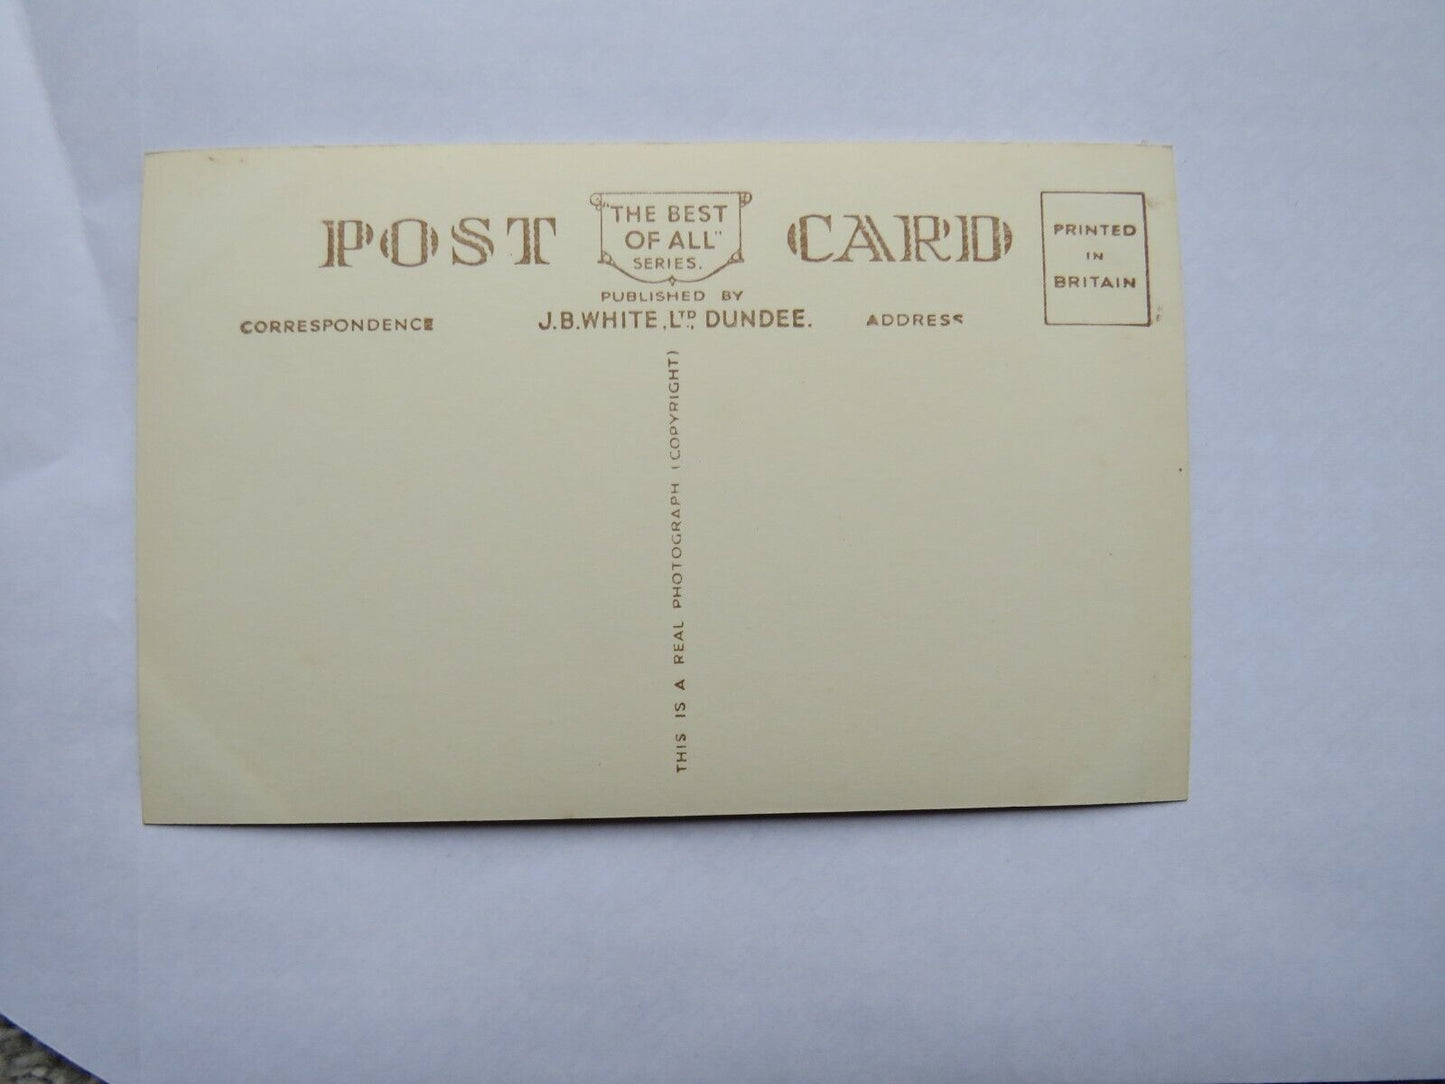 POST CARD
"THE BEST
OF ALL"
SERIES.
PUBLISHED BY
J.B.WHITE, LTD., DUNDEE.
CORRESPONDENCE
ADDRESS
PRINTED
IN
BRITAIN
THIS IS A REAL PHOTOGRAPH (COPYRIGHT)